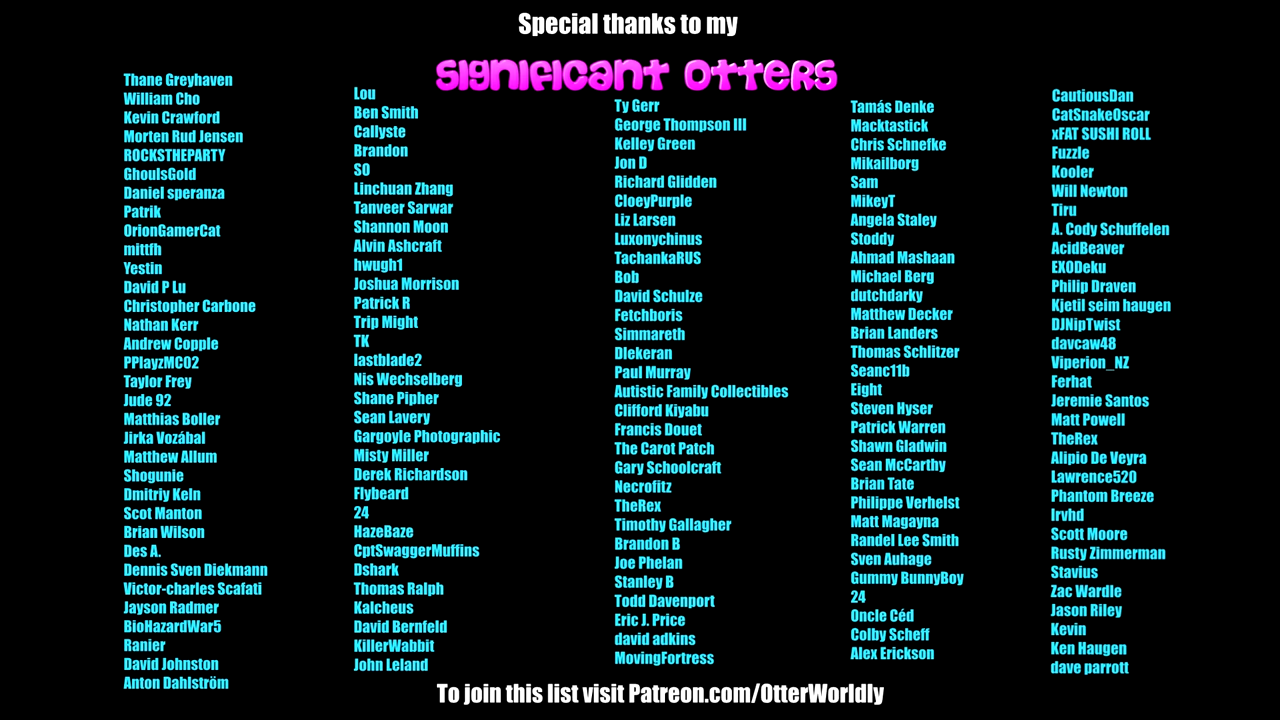 Special thanks to my
Significant Otters
Thane Greyhaven
William Cho
Kevin Crawford
Morten Rud Jensen
ROCKSTHEPARTY
GhoulsGold
Daniel speranza
Patrik
OrionGamerCat
mittfh
Yestin
David P Lu
Christopher Carbone
Nathan Kerr
Andrew Copple
PPlayzMC02
Taylor Frey
Jude 92
Matthias Boller
Jirka Vozábal
Matthew Allum
Shogunie
Dmitriy Keln
Scot Manton
Brian Wilson
Des A.
Dennis Sven Diekmann
Victor-charles Scafati
Jayson Radmer
BioHazardWar5
Ranier
David Johnston
Anton Dahlström
Lou
Ben Smith
Callyste
Brandon
SO
Linchuan Zhang
Tanveer Sarwar
Shannon Moon
Alvin Ashcraft
hwugh1
Joshua Morrison
Patrick R
Trip Might
TK
lastblade2
Nis Wechselberg
Shane Pipher
Sean Lavery
Gargoyle Photographic
Misty Miller
Derek Richardson
Flybeard
24
HazeBaze
CptSwaggerMuffins
Dshark
Thomas Ralph
Kalcheus
David Bernfeld
KillerWabbit
John Leland
Ty Gerr
George Thompson III
Kelley Green
Jon D
Richard Glidden
CloeyPurple
Liz Larsen
Luxonychinus
TachankaRUS
Bob
David Schulze
Fetchboris
Simmareth
Dlekeran
Paul Murray
Autistic Family Collectibles
Clifford Kiyabu
Francis Douet
The Carot Patch
Gary Schoolcraft
Necrofitz
TheRex
Timothy Gallagher
Brandon B
Joe Phelan
Stanley B
Todd Davenport
Eric J. Price
david adkins
MovingFortress
Tamás Denke
Macktastick
Chris Schnefke
Mikailborg
Sam
MikeyT
Angela Staley
Stoddy
Ahmad Mashaan
Michael Berg
dutchdarky
Matthew Decker
Brian Landers
Thomas Schlitzer
Seanc11b
Eight
Steven Hyser
Patrick Warren
Shawn Gladwin
Sean McCarthy
Brian Tate
Philippe Verhelst
Matt Magayna
Randel Lee Smith
Sven Auhage
Gummy BunnyBoy
24
Oncle Céd
Colby Scheff
Alex Erickson
CautiousDan
CatSnakeOscar
xFAT SUSHI ROLL
Fuzzle
Kooler
Will Newton
Tiru
A. Cody Schuffelen
AcidBeaver
EXODeku
Philip Draven
Kjetil seim haugen
DJNipTwist
davcaw48
Viperion_NZ
Ferhat
Jeremie Santos
Matt Powell
TheRex
Alipio De Veyra
Lawrence520
Phantom Breeze
Irvhd
Scott Moore
Rusty Zimmerman
Stavius
Zac Wardle
Jason Riley
Kevin
Ken Haugen
dave parrott
To join this list visit Patreon.com/OtterWorldly